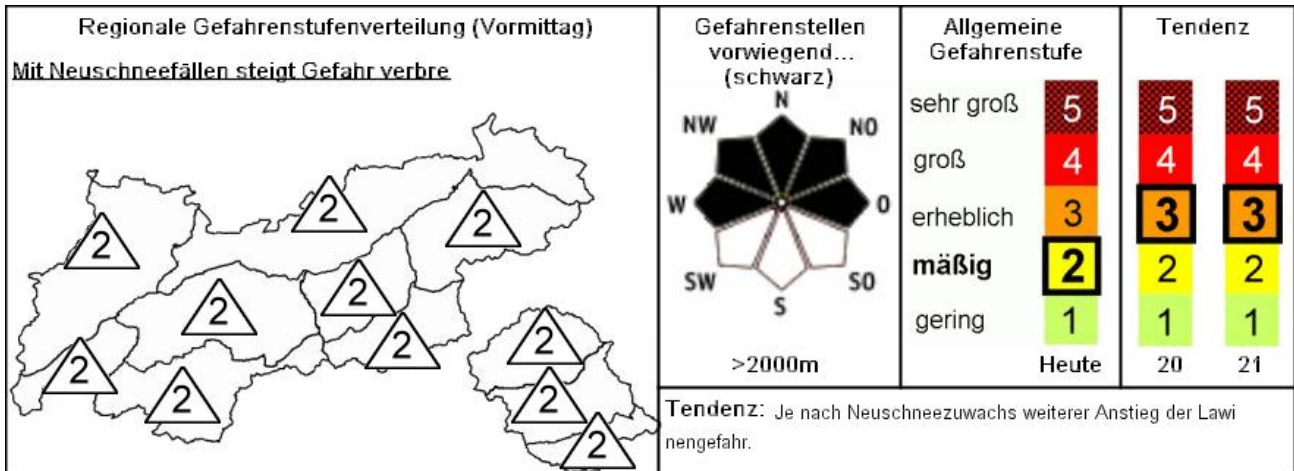 Regionale Gefahrenstufenverteilung (Vormittag)
Mit Neuschneefällen steigt Gefahr verbre
2
2
2
2
2
2
2
2
2
2
2
Gefahrenstellen
vorwiegend...
(schwarz)
N
NW
NO
W
O
SW
SO
S
>2000m
Allgemeine
Gefahrenstufe
sehr groß 5
groß 4
erheblich 3
mäßig 2
gering 1
Heute
Tendenz
5 5
4 4
3 3
2 2
1 1
20 21
Tendenz: Je nach Neuschneezuwachs weiterer Anstieg der Lawi
nengefahr.